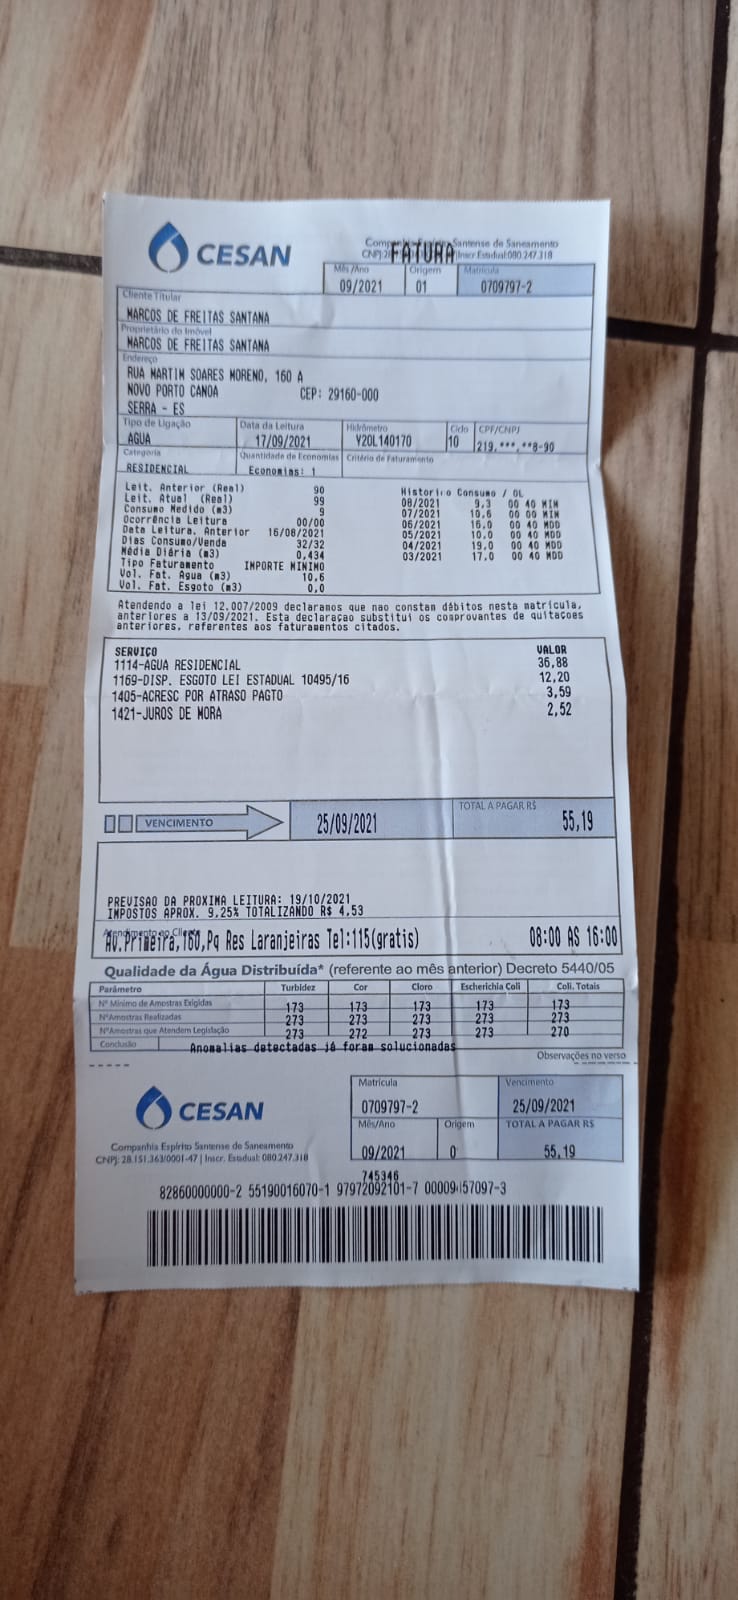 CESAN
Companhia Espírito Santense de Saneamento
FATURA Inscr Estadual:080.247.318
Mês/Ano Origem Matrícula
09/2021 01 0709797-2
Cliente Titular
MARCOS DE FREITAS SANTANA
Proprietário do Imóvel
MARCOS DE FREITAS SANTANA
Endereço
RUA MARTIM SOARES MORENO, 160 A
NOVO PORTO CANOA CEP: 29160-000
SERRA - ES
Tipo de Ligação Data da Leitura Hidrômetro Ciclo CPF/CNPJ
AGUA 17/09/2021 Y20L140170 10 219.***.**8-90
Categoria Quantidade de Economias Critério de Faturamento
RESIDENCIAL Economias: 1
Leit. Anterior (Real) 90 Historico Consumo / OL
Leit. Atual (Real) 99 08/2021 9,3 00 40 MIN
Consumo Medido (m3) 9 07/2021 10,6 00 00 MIN
Ocorrência Leitura 00/00 06/2021 16,0 00 40 MDD
Data Leitura. Anterior 16/08/2021 05/2021 10,0 00 40 MDD
Dias Consumo/Venda 32/32 04/2021 19,0 00 40 MDD
Média Diária (m3) 0,434 03/2021 17,0 00 40 MDD
Tipo Faturamento IMPORTE MINIMO
Vol. Fat. Agua (m3) 10,6
Vol. Fat. Esgoto (m3) 0,0
Atendendo a lei 12.007/2009 declaramos que nao constam débitos nesta matrícula,
anteriores a 13/09/2021. Esta declaraçao substitui os comprovantes de quitaçoes
anteriores, referentes aos faturamentos citados.
SERVIÇO VALOR
1114-AGUA RESIDENCIAL 36,88
1169-DISP. ESGOTO LEI ESTADUAL 10495/16 12,20
1405-ACRESC POR ATRASO PAGTO 3,59
1421-JUROS DE MORA 2,52
VENCIMENTO 25/09/2021 TOTAL A PAGAR R$ 55,19
PREVISAO DA PROXIMA LEITURA: 19/10/2021
IMPOSTOS APROX. 9.25% TOTALIZANDO R$ 4,53
Av.Primeira,160,Pq Res Laranjeiras Tel:115(gratis) 08:00 AS 16:00
Qualidade da Água Distribuída* (referente ao mês anterior) Decreto 5440/05
Parâmetro Turbidez Cor Cloro Escherichia Coli Coli. Totais
Nº Mínimo de Amostras Exigidas 173 173 173 173 173
NºAmostras Realizadas 273 273 273 273 273
NºAmostras que Atendem Legislação 273 272 273 273 270
Conclusão Anomalias detectadas já foram solucionadas
Observações no verso
CESAN
Companhia Espírito Santense de Saneamento
CNPJ: 28.151.363/0001-47 | Inscr. Estadual: 080.247.318
Matrícula Vencimento
0709797-2 25/09/2021
Mês/Ano Origem TOTAL A PAGAR R$
09/2021 0 55,19
745346
82860000000-2 55190016070-1 97972092101-7